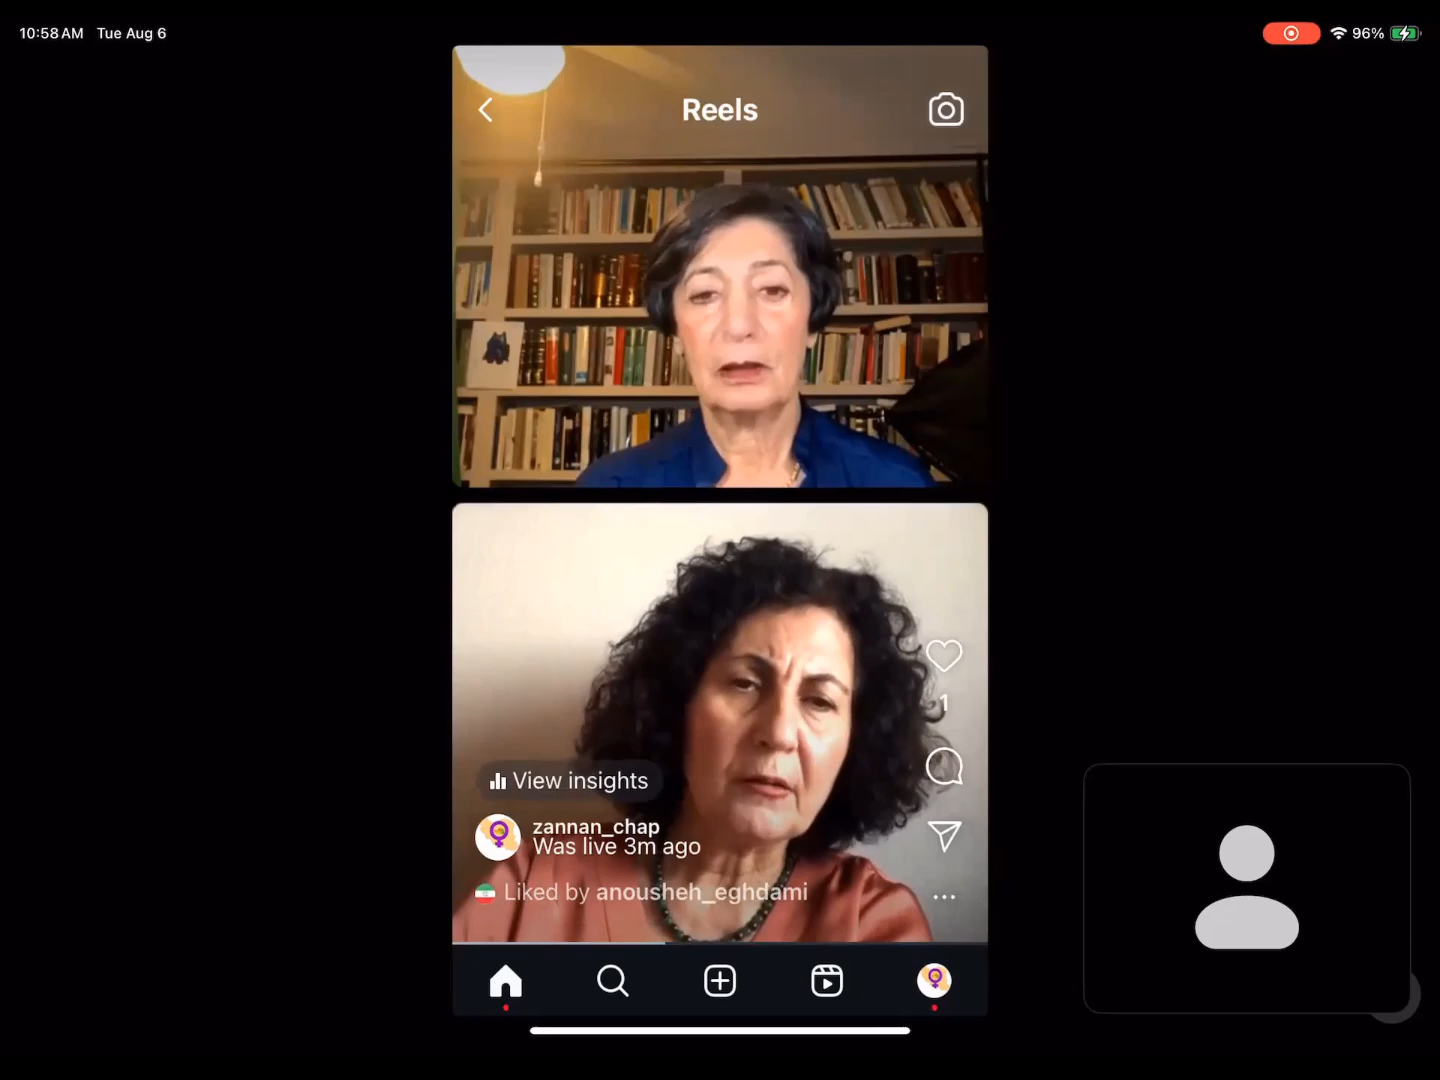 10:58 AM Tue Aug 6
96%
Reels
1
View insights
zannan_chap
Was live 3m ago
Liked by anousheh_eghdami